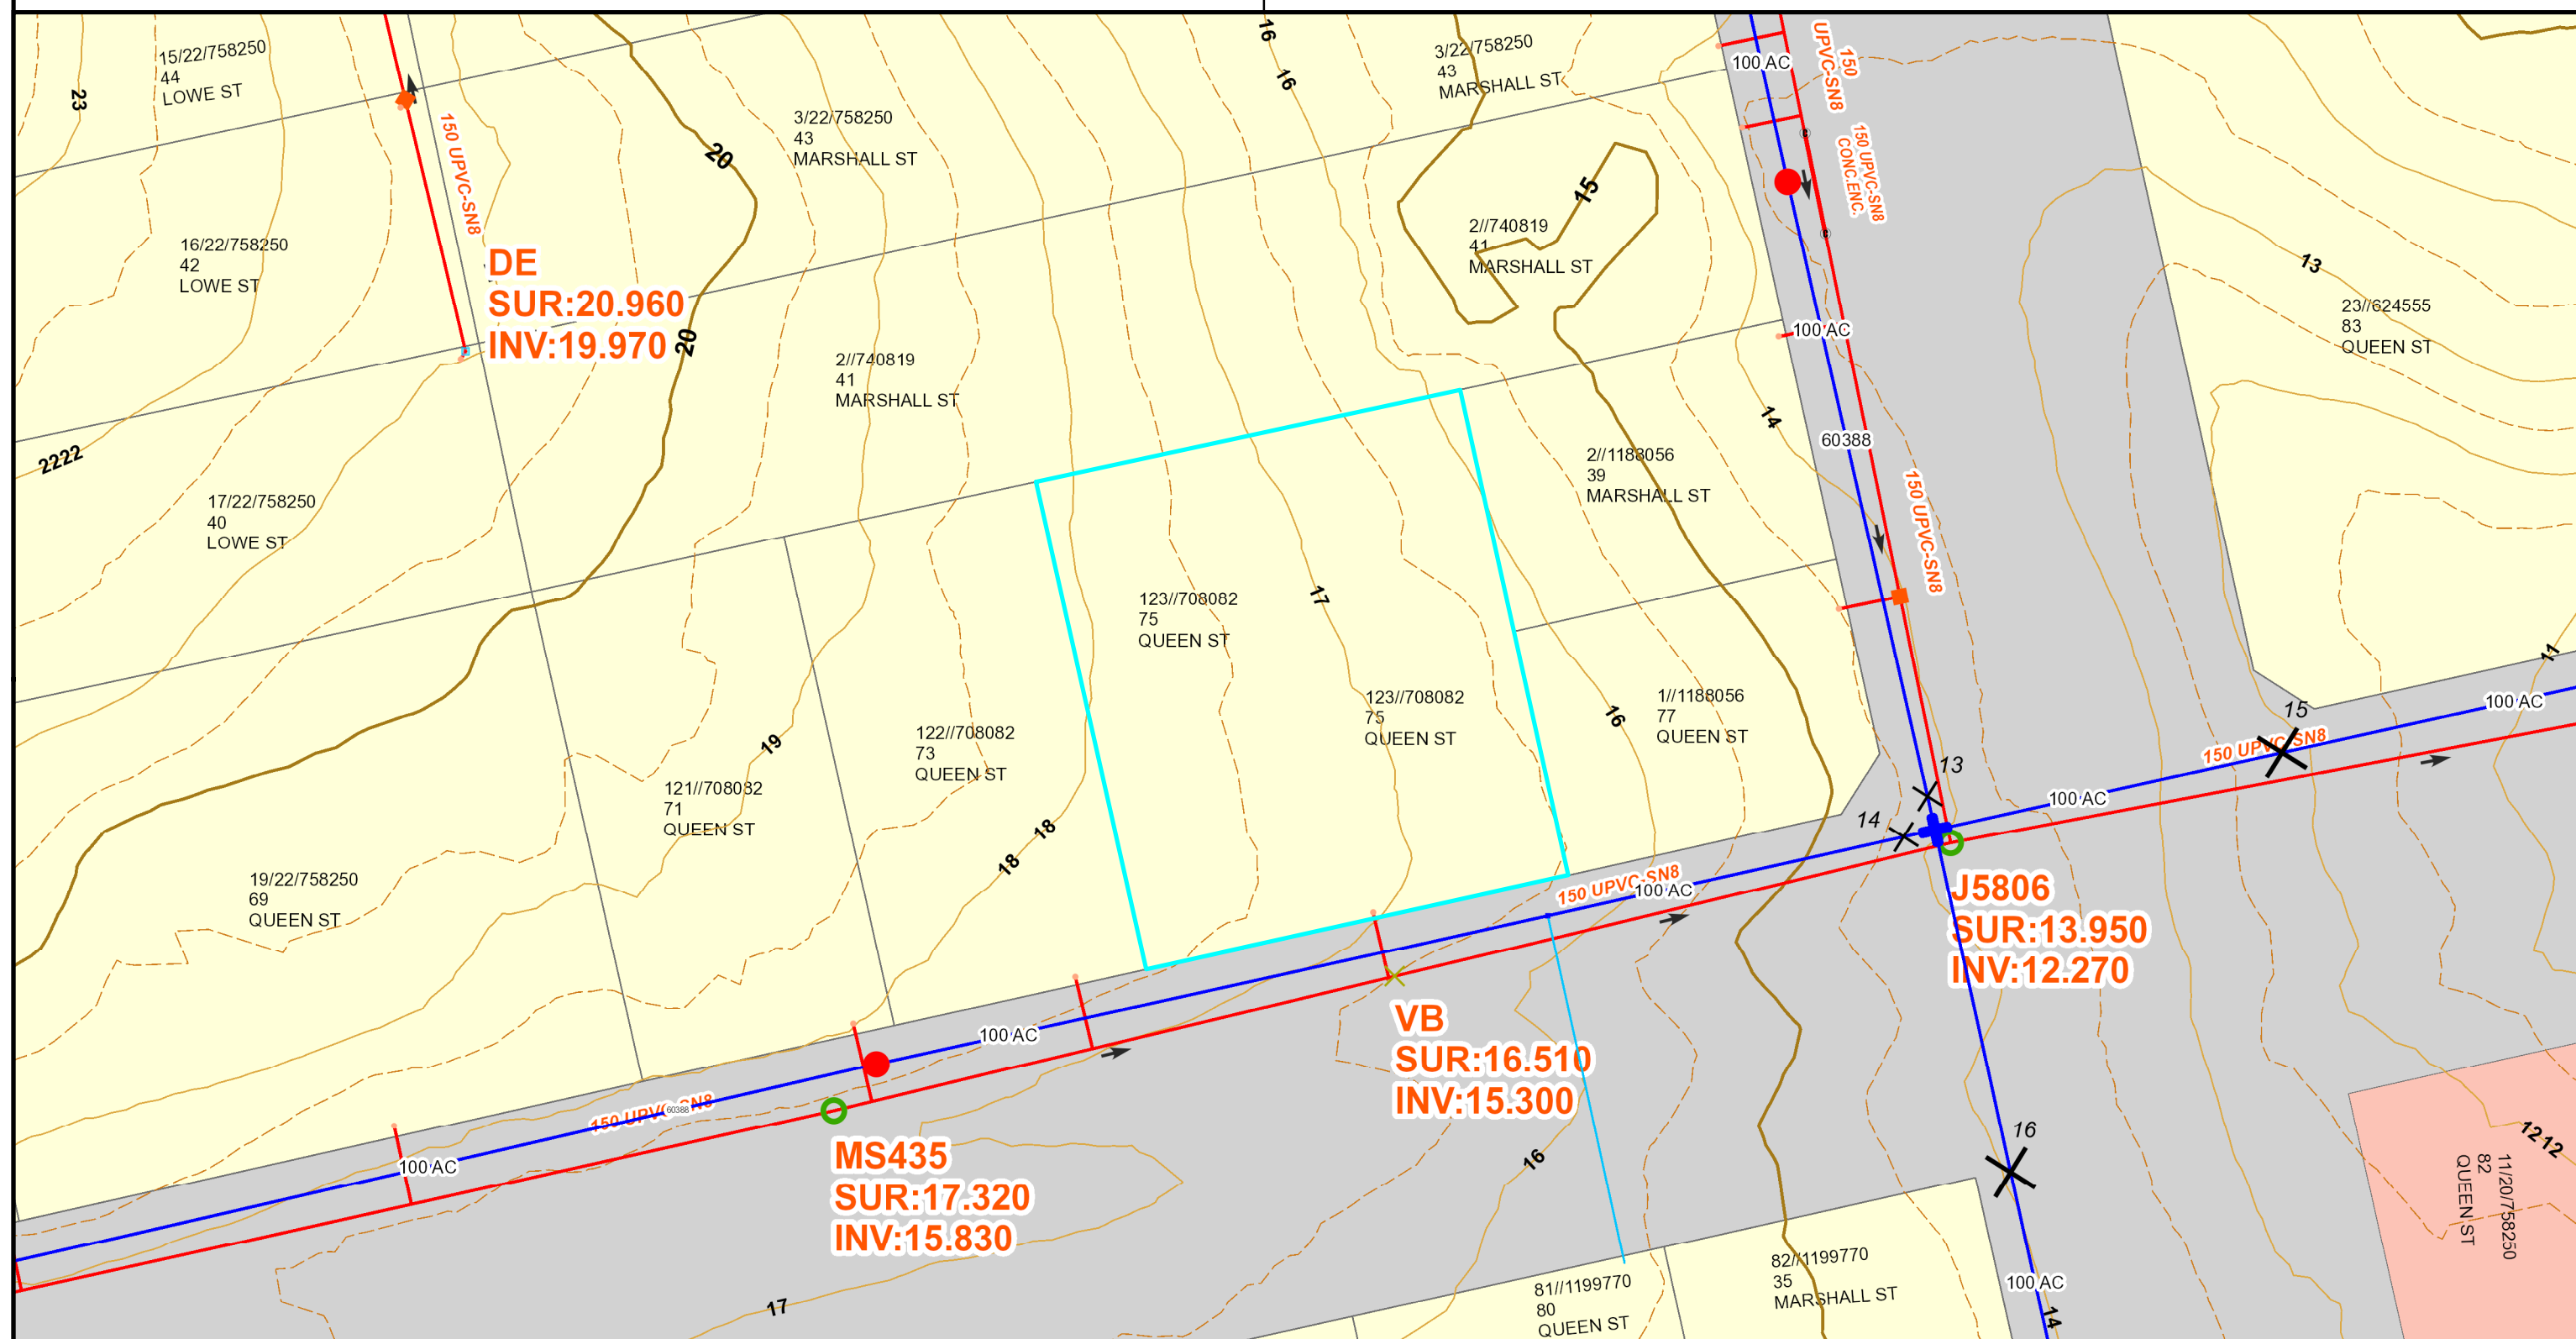 15/22/758250
44
LOWE ST
23
150 UPVC-SN8
20
3/22/758250
43
MARSHALL ST
16
16
3/22/758250
43
MARSHALL ST
100 AC
150
UPVC-SN8
150 UPVC-SN8
CONC.ENC.
15
2//740819
41
MARSHALL ST
13
23//624555
83
QUEEN ST
16/22/758250
42
LOWE ST
DE
SUR:20.960
INV:19.970
20
2//740819
41
MARSHALL ST
100 AC
14
60388
2222
17/22/758250
40
LOWE ST
2//1188056
39
MARSHALL ST
150 UPVC-SN8
123//708082
75
QUEEN ST
17
123//708082
75
QUEEN ST
16
1//1188056
77
QUEEN ST
11
100 AC
15
150 UPVC-SN8
122//708082
73
QUEEN ST
19
121//708082
71
QUEEN ST
18
18
13
14
100 AC
19/22/758250
69
QUEEN ST
150 UPVC-SN8
100 AC
J5806
SUR:13.950
INV:12.270
VB
SUR:16.510
INV:15.300
100 AC
150 UPVC-SN8
60388
100 AC
MS435
SUR:17.320
INV:15.830
16
16
12 12
11/20/758250
82
QUEEN ST
17
81//1199770
80
QUEEN ST
82//1199770
35
MARSHALL ST
100 AC
14